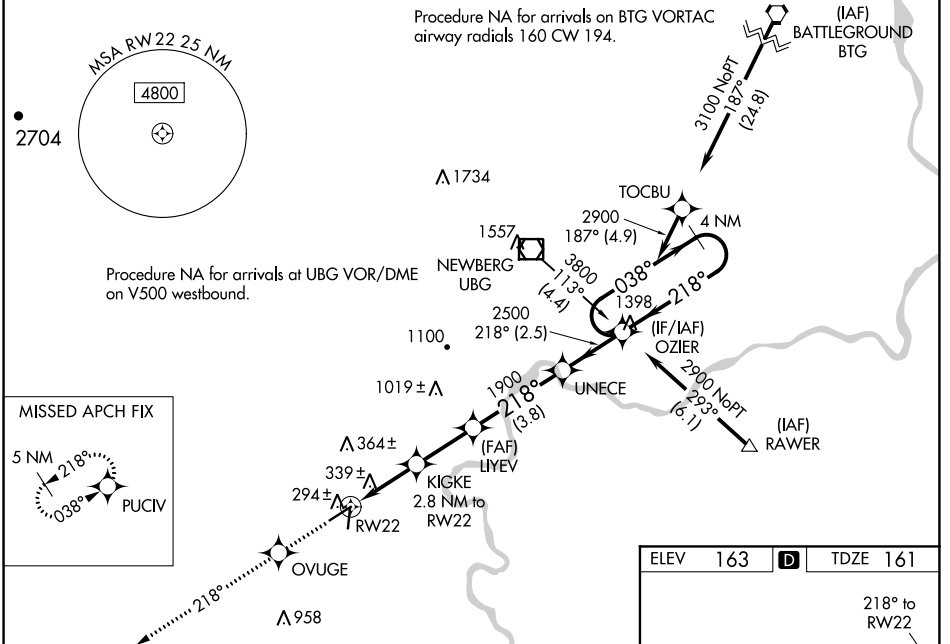 Procedure NA for arrivals on BTG VORTAC
airway radials 160 CW 194.
(IAF)
BATTLEGROUND
BTG
MSA RW22 25 NM
4800
2704
3100 NoPT
187°
(24.8)
1734
TOCBU
4 NM
2900
187° (4.9)
1557
NEWBERG
UBG
3800
113°
(4.4)
038°
218°
1398
Procedure NA for arrivals at UBG VOR/DME
on V500 westbound.
2500
218° (2.5)
(IF/IAF)
OZIER
1100
UNECE
2900 NoPT
293°
(6.1)
(IAF)
RAWER
1019±
1900
218°
(3.8)
(FAF)
LIYEV
364±
KIGKE
2.8 NM to
RW22
339±
294±
RW22
MISSED APCH FIX
5 NM
218°
038°
PUCIV
OVUGE
218°
958
ELEV 163 D TDZE 161
218° to
RW22